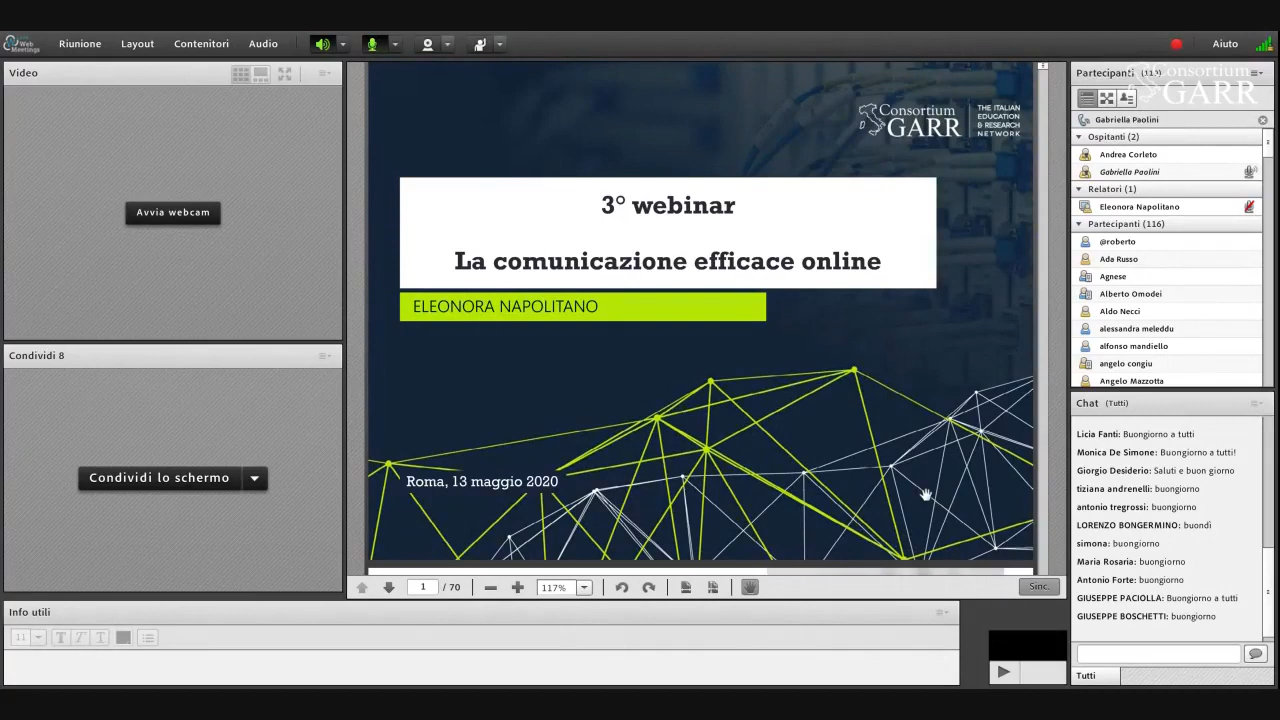 Web
Meetings
Riunione
Layout
Contenitori
Audio
Aiuto
Video
Avvia webcam
Condividi 8
Condividi lo schermo
Consortium
GARR
THE ITALIAN
EDUCATION
& RESEARCH
NETWORK
3° webinar
La comunicazione efficace online
ELEONORA NAPOLITANO
Roma, 13 maggio 2020
1 / 70
117%
Sinc.
Info utili
11
T T T
Partecipanti
Consortium
GARR
Gabriella Paolini
Ospitanti (2)
Andrea Corleto
Gabriella Paolini
Relatori (1)
Eleonora Napolitano
Partecipanti (116)
@roberto
Ada Russo
Agnese
Alberto Omodei
Aldo Necci
alessandra meleddu
alfonso mandiello
angelo congiu
Angelo Mazzotta
Chat (Tutti)
Licia Fanti: Buongiorno a tutti
Monica De Simone: Buongiorno a tutti!
Giorgio Desiderio: Saluti e buon giorno
tiziana andrenelli: buongiorno
antonio tregrossi: buongiorno
LORENZO BONGERMINO: buondì
simona: buongiorno
Maria Rosaria: buongiorno
Antonio Forte: buongiorno
GIUSEPPE PACIOLLA: Buongiorno a tutti
GIUSEPPE BOSCHETTI: buongiorno
Tutti